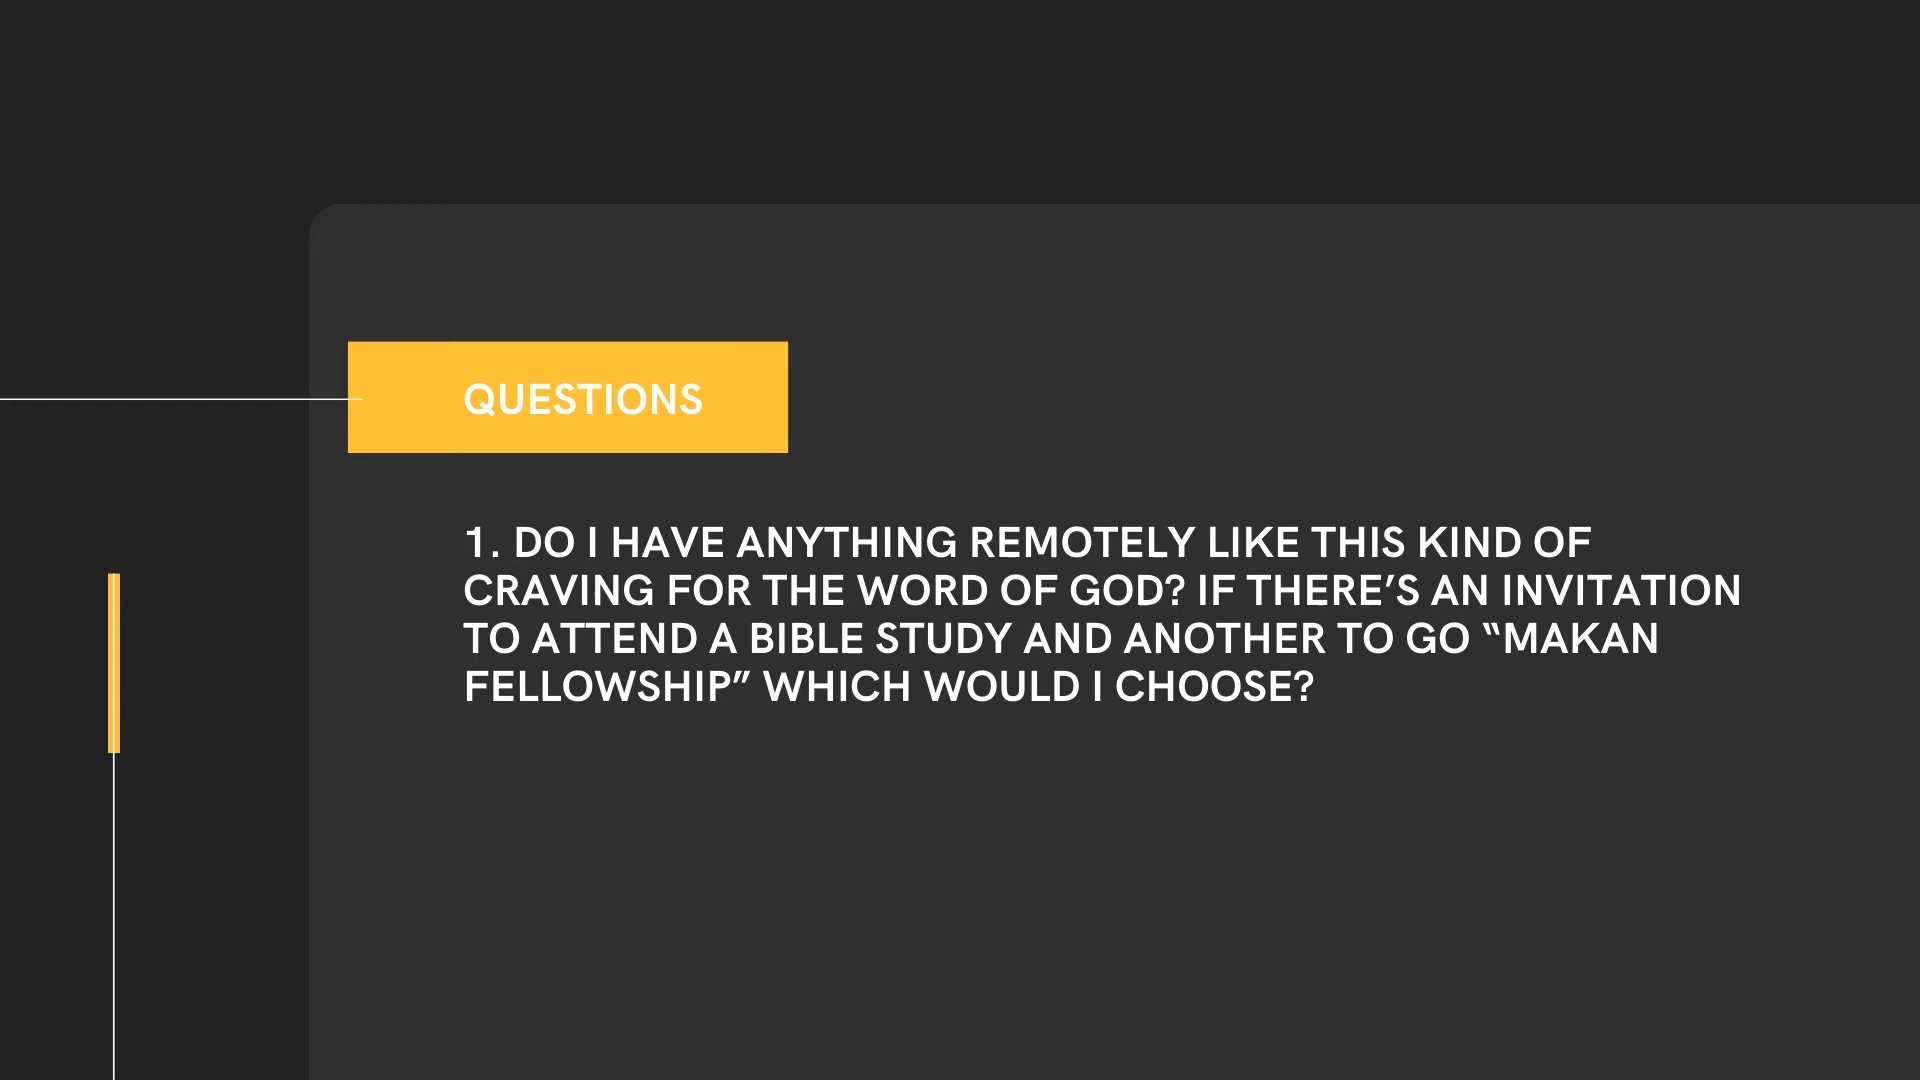 QUESTIONS
1. DO I HAVE ANYTHING REMOTELY LIKE THIS KIND OF
CRAVING FOR THE WORD OF GOD? IF THERE’S AN INVITATION
TO ATTEND A BIBLE STUDY AND ANOTHER TO GO “MAKAN
FELLOWSHIP” WHICH WOULD I CHOOSE?